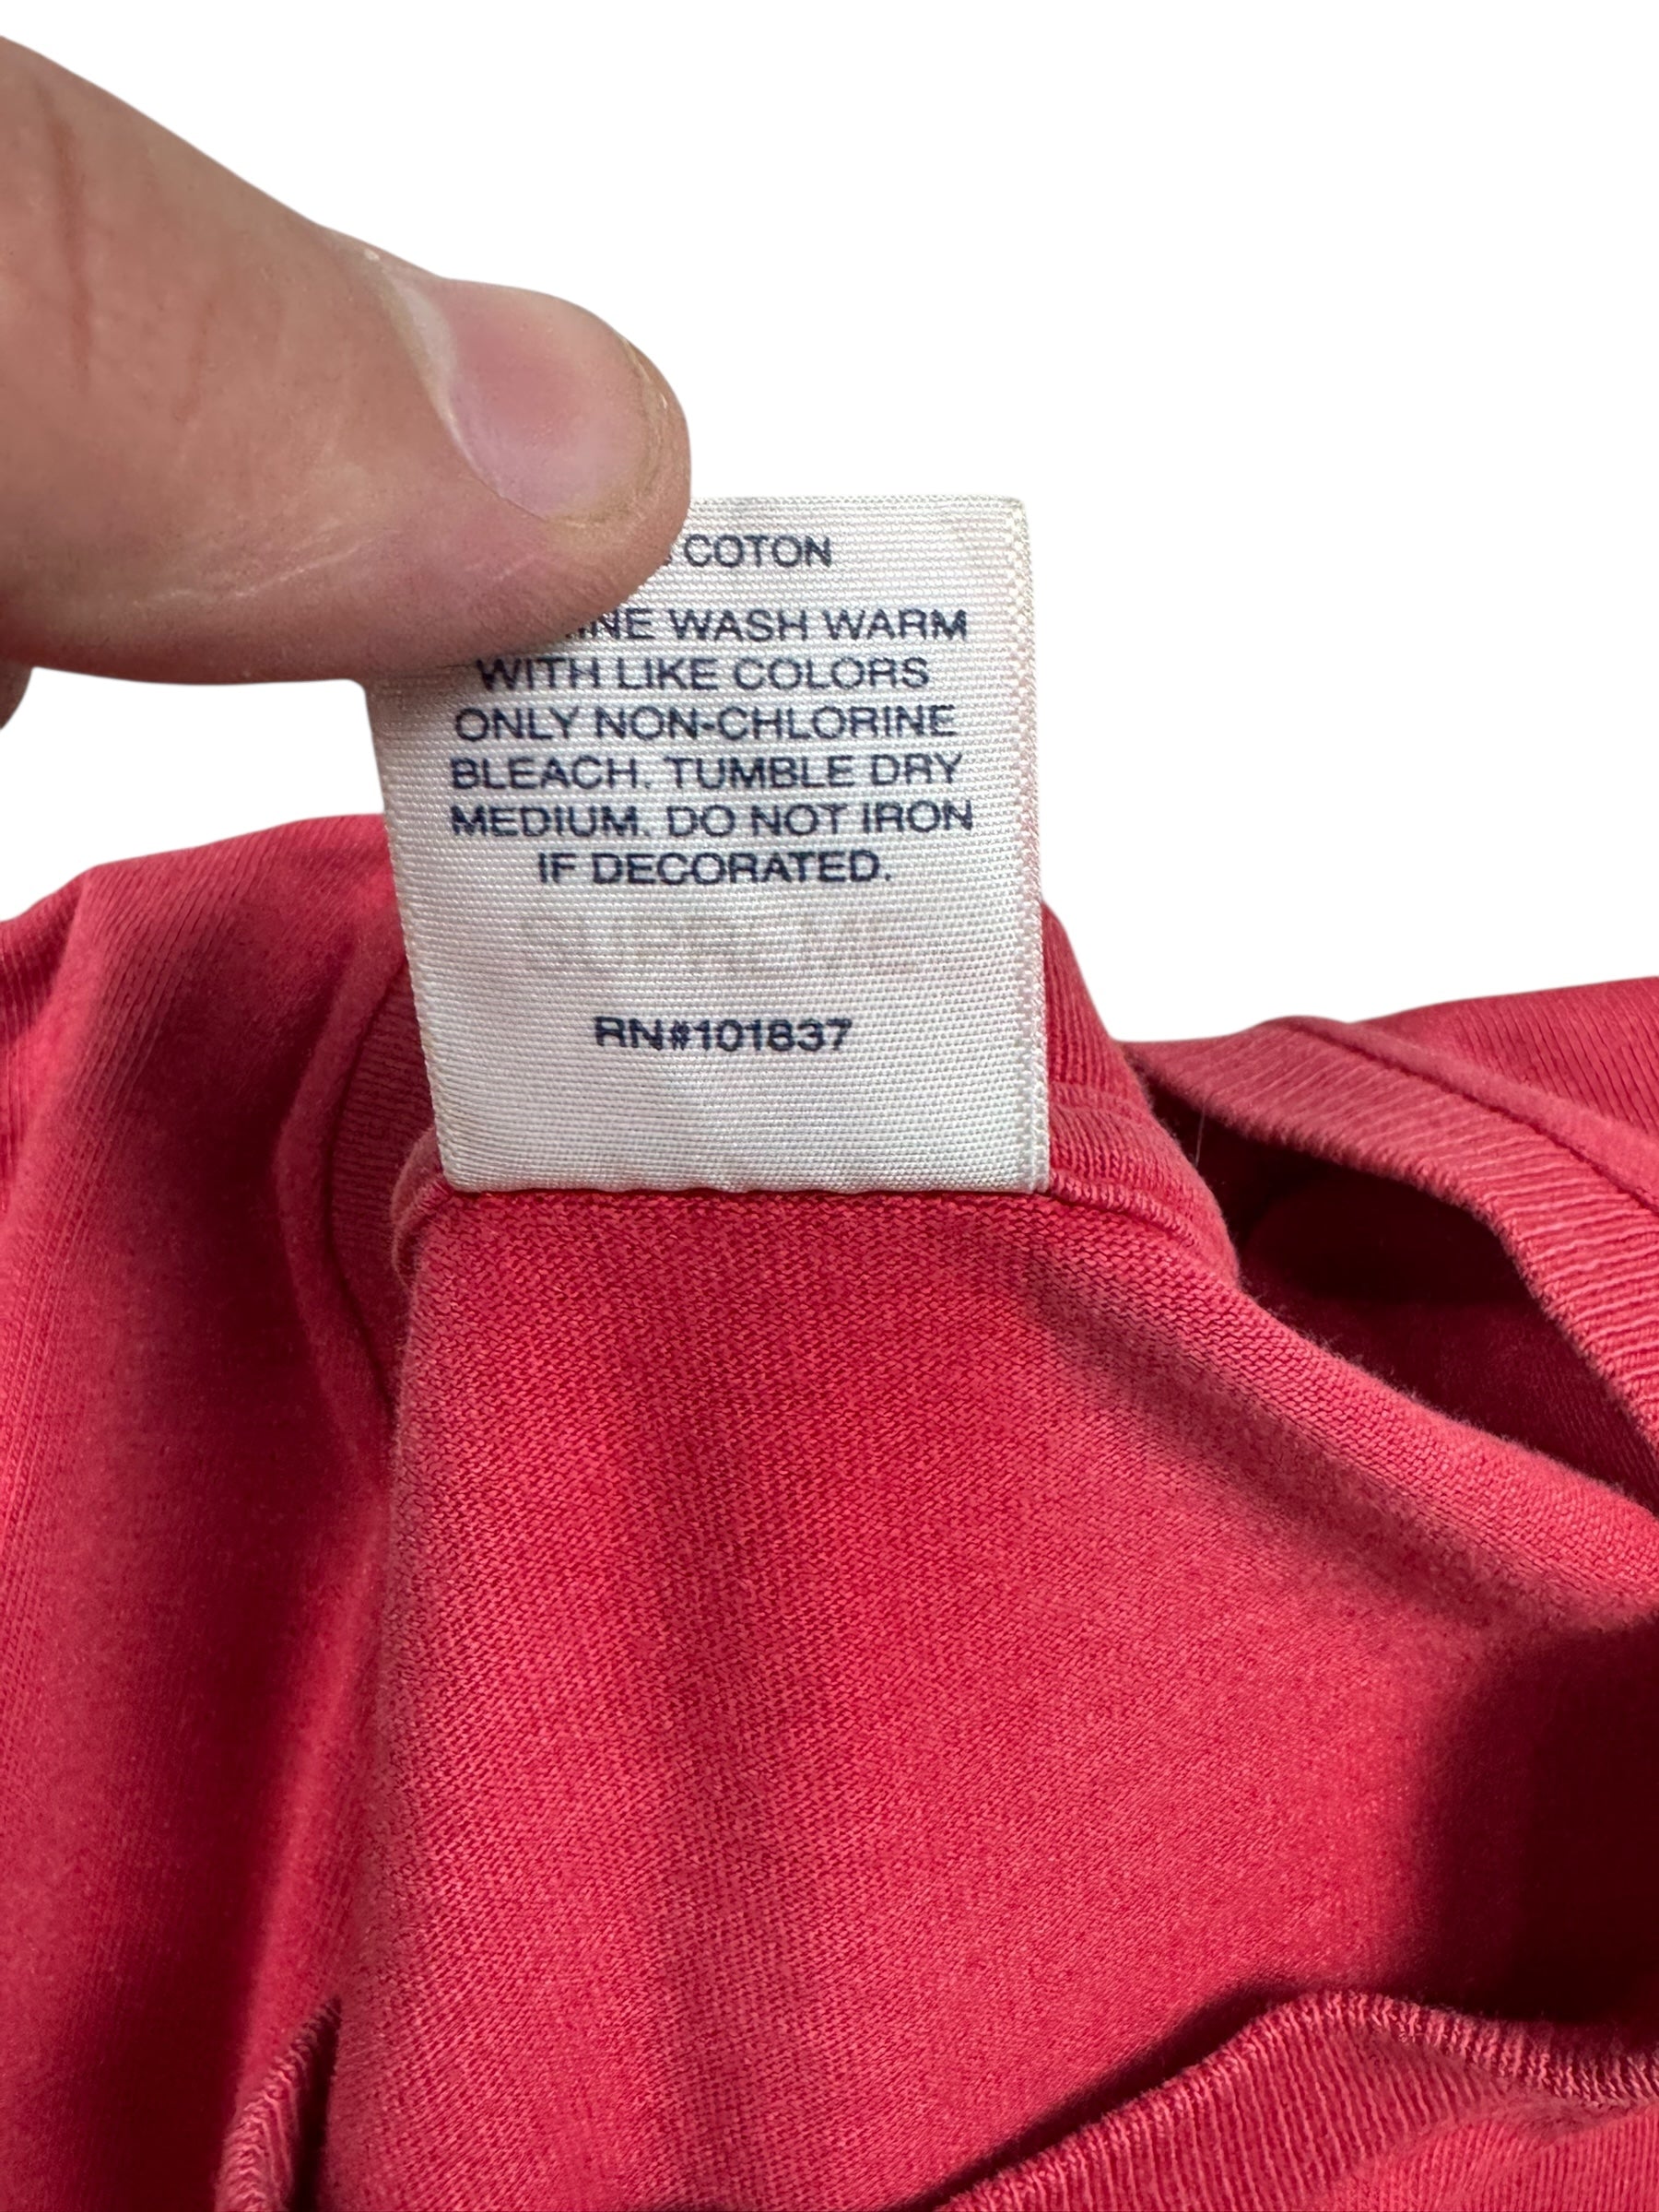 COTON
WASH WARM
WITH LIKE COLORS
ONLY NON-CHLORINE
BLEACH. TUMBLE DRY
MEDIUM. DO NOT IRON
IF DECORATED.
RN#101837